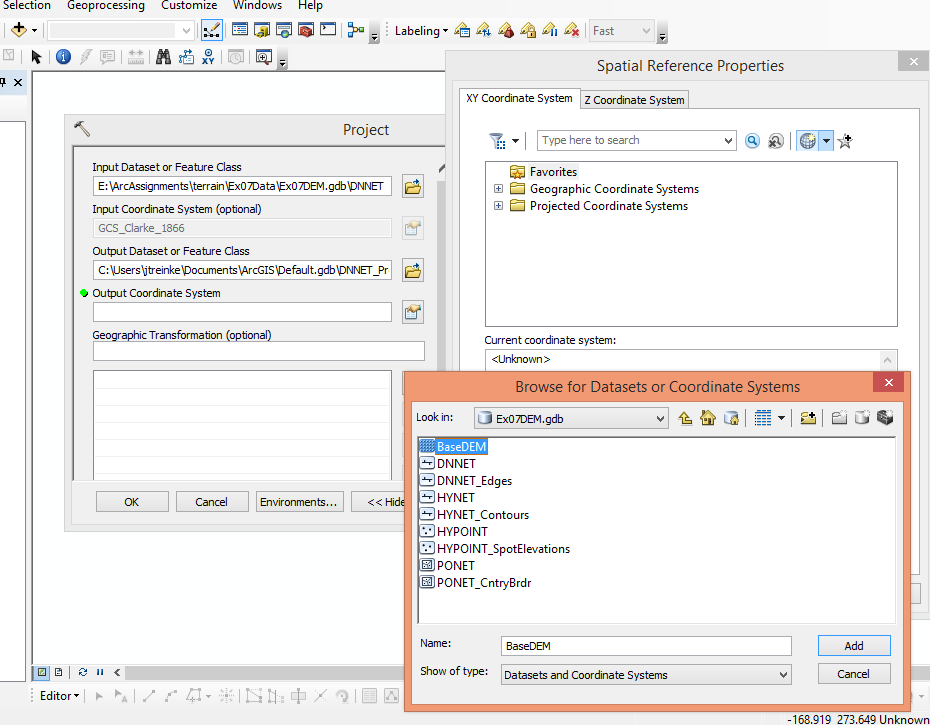 Selection Geoprocessing Customize Windows Help
Labeling Fast
Spatial Reference Properties
XY Coordinate System Z Coordinate System
Type here to search
Favorites
Geographic Coordinate Systems
Projected Coordinate Systems
Current coordinate system:
<Unknown>
Project
Input Dataset or Feature Class
E:\ArcAssignments\terrain\Ex07Data\Ex07DEM.gdb\DNNET
Input Coordinate System (optional)
GCS_Clarke_1866
Output Dataset or Feature Class
C:\Users\jtreinke\Documents\ArcGIS\Default.gdb\DNNET_Pr
Output Coordinate System
Geographic Transformation (optional)
OK Cancel Environments... << Hide
Browse for Datasets or Coordinate Systems
Look in: Ex07DEM.gdb
BaseDEM
DNNET
DNNET_Edges
HYNET
HYNET_Contours
HYPOINT
HYPOINT_SpotElevations
PONET
PONET_CntryBrdr
Name: BaseDEM Add
Show of type: Datasets and Coordinate Systems Cancel
Editor
-168.919 273.649 Unknown